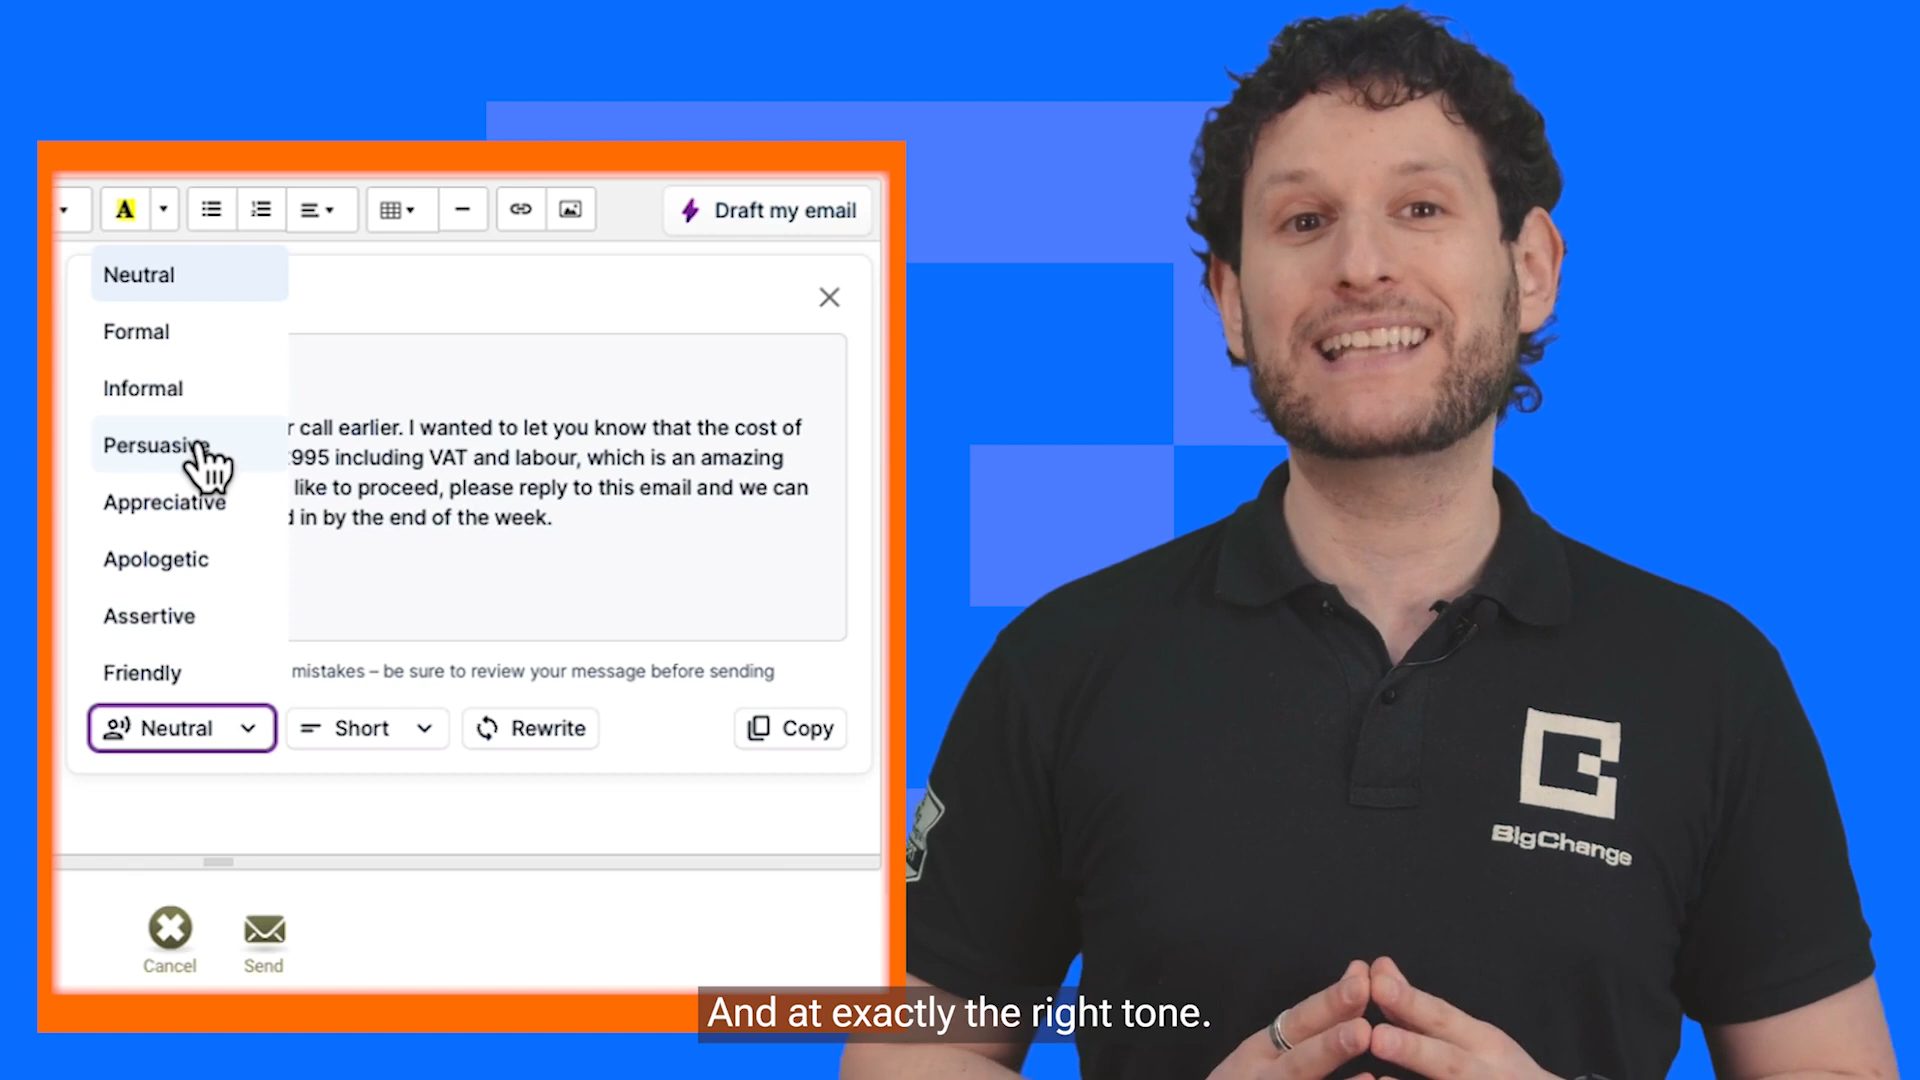 A
Draft my email
Neutral
Formal
Informal
Persuasive
Appreciative
Apologetic
Assertive
Friendly
call earlier. I wanted to let you know that the cost of
995 including VAT and labour, which is an amazing
like to proceed, please reply to this email and we can
in by the end of the week.
mistakes – be sure to review your message before sending
Neutral
Short
Rewrite
Copy
Cancel
Send
BigChange
And at exactly the right tone.